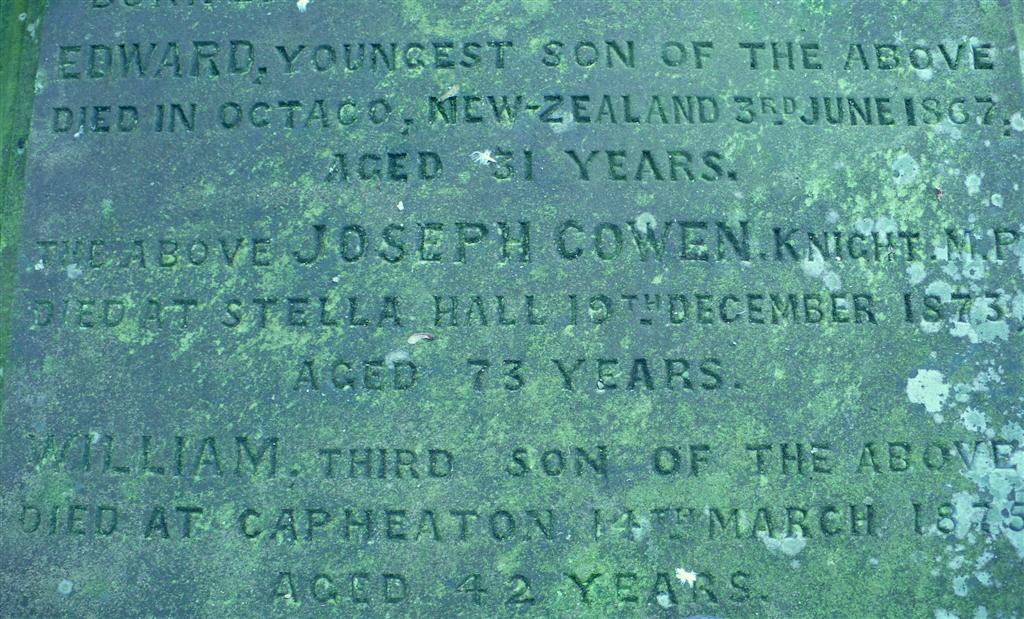 EDWARD, YOUNGEST SON OF THE ABOVE
DIED IN OCTAGO, NEW-ZEALAND 3RD JUNE 1867,
AGED 31 YEARS.
THE ABOVE JOSEPH COWEN. KNIGHT. M.P
DIED AT STELLA HALL 19TH DECEMBER 1873,
AGED 73 YEARS.
WILLIAM, THIRD SON OF THE ABOVE
DIED AT CAPHEATON 14TH MARCH 1875
AGED 42 YEARS.